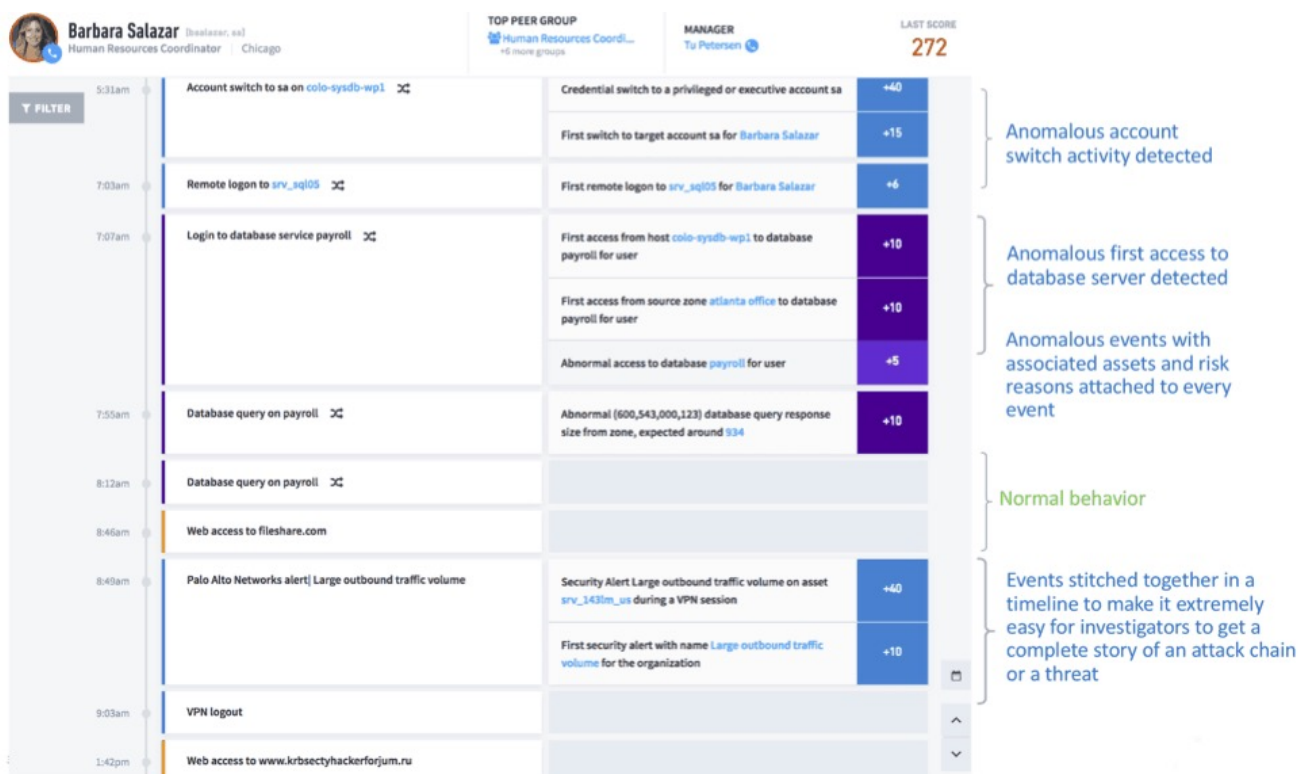 Barbara Salazar [bsalazar, sa]
Human Resources Coordinator | Chicago
TOP PEER GROUP
Human Resources Coordi...
+6 more groups
MANAGER
Tu Petersen
LAST SCORE
272
FILTER
5:31am
Account switch to sa on colo-sysdb-wp1
Credential switch to a privileged or executive account sa
+40
First switch to target account sa for Barbara Salazar
+15
Anomalous account
switch activity detected
7:03am
Remote logon to srv_sql05
First remote logon to srv_sql05 for Barbara Salazar
+6
7:07am
Login to database service payroll
First access from host colo-sysdb-wp1 to database
payroll for user
+10
First access from source zone atlanta office to database
payroll for user
+10
Abnormal access to database payroll for user
+5
Anomalous first access to
database server detected
Anomalous events with
associated assets and risk
reasons attached to every
event
7:55am
Database query on payroll
Abnormal (600,543,000,123) database query response
size from zone, expected around 934
+10
8:12am
Database query on payroll
8:46am
Web access to fileshare.com
Normal behavior
8:49am
Palo Alto Networks alert| Large outbound traffic volume
Security Alert Large outbound traffic volume on asset
srv_143lm_us during a VPN session
+40
First security alert with name Large outbound traffic
volume for the organization
+10
Events stitched together in a
timeline to make it extremely
easy for investigators to get a
complete story of an attack chain
or a threat
9:03am
VPN logout
1:42pm
Web access to www.krbsectyhackerforjum.ru